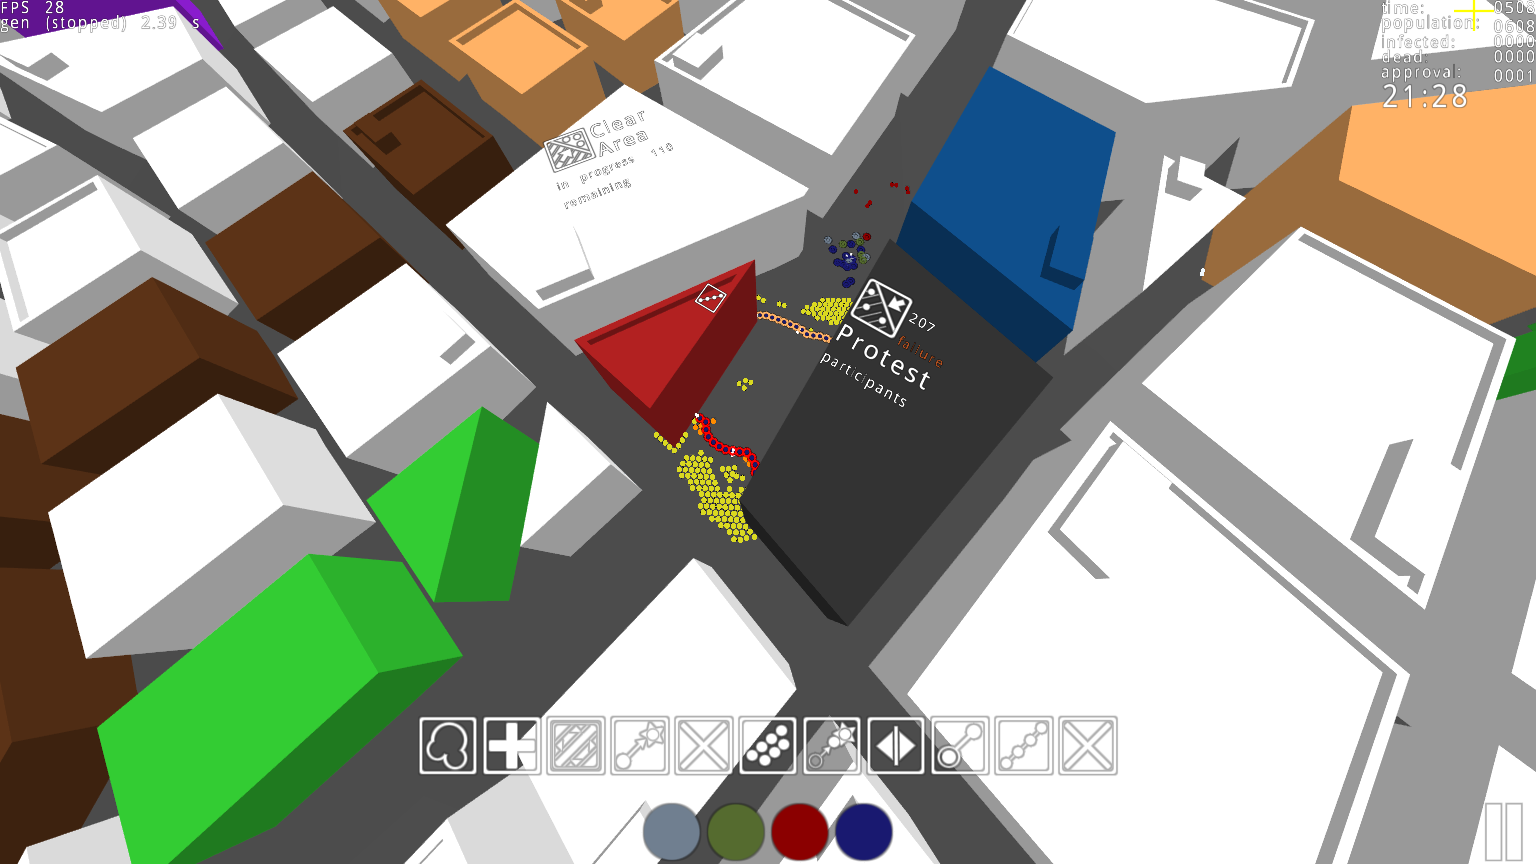 FPS 28
gen (stopped) 2.39 s
time: 0508
population: 0608
infected: 0000
dead: 0000
approval: 0001
21:28
Clear
Area
in progress 110
remaining
207
failure
Protest
participants